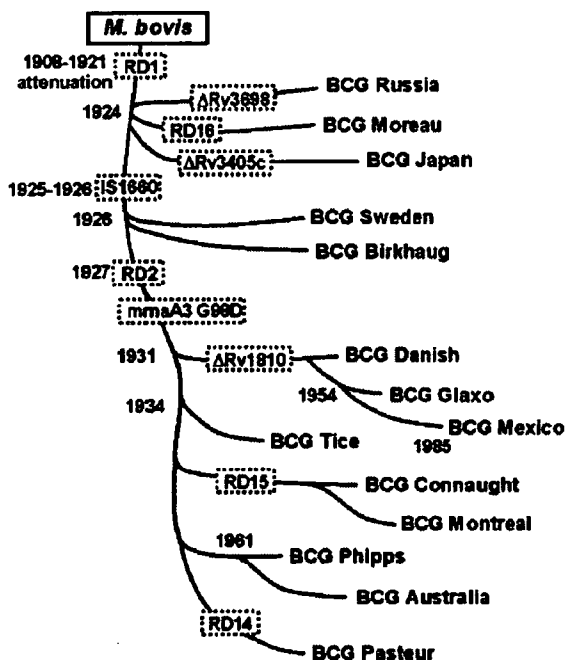 M. bovis
1908-1921
attenuation
RD1
ΔRv3698
BCG Russia
1924
RD16
BCG Moreau
ΔRv3405c
BCG Japan
1925-1926
IS1660
1926
BCG Sweden
BCG Birkhaug
1927
RD2
mmaA3 G98D
1931
ΔRv1810
BCG Danish
1954
BCG Glaxo
1934
BCG Mexico
1985
BCG Tice
RD15
BCG Connaught
BCG Montreal
1961
BCG Phipps
BCG Australia
RD14
BCG Pasteur